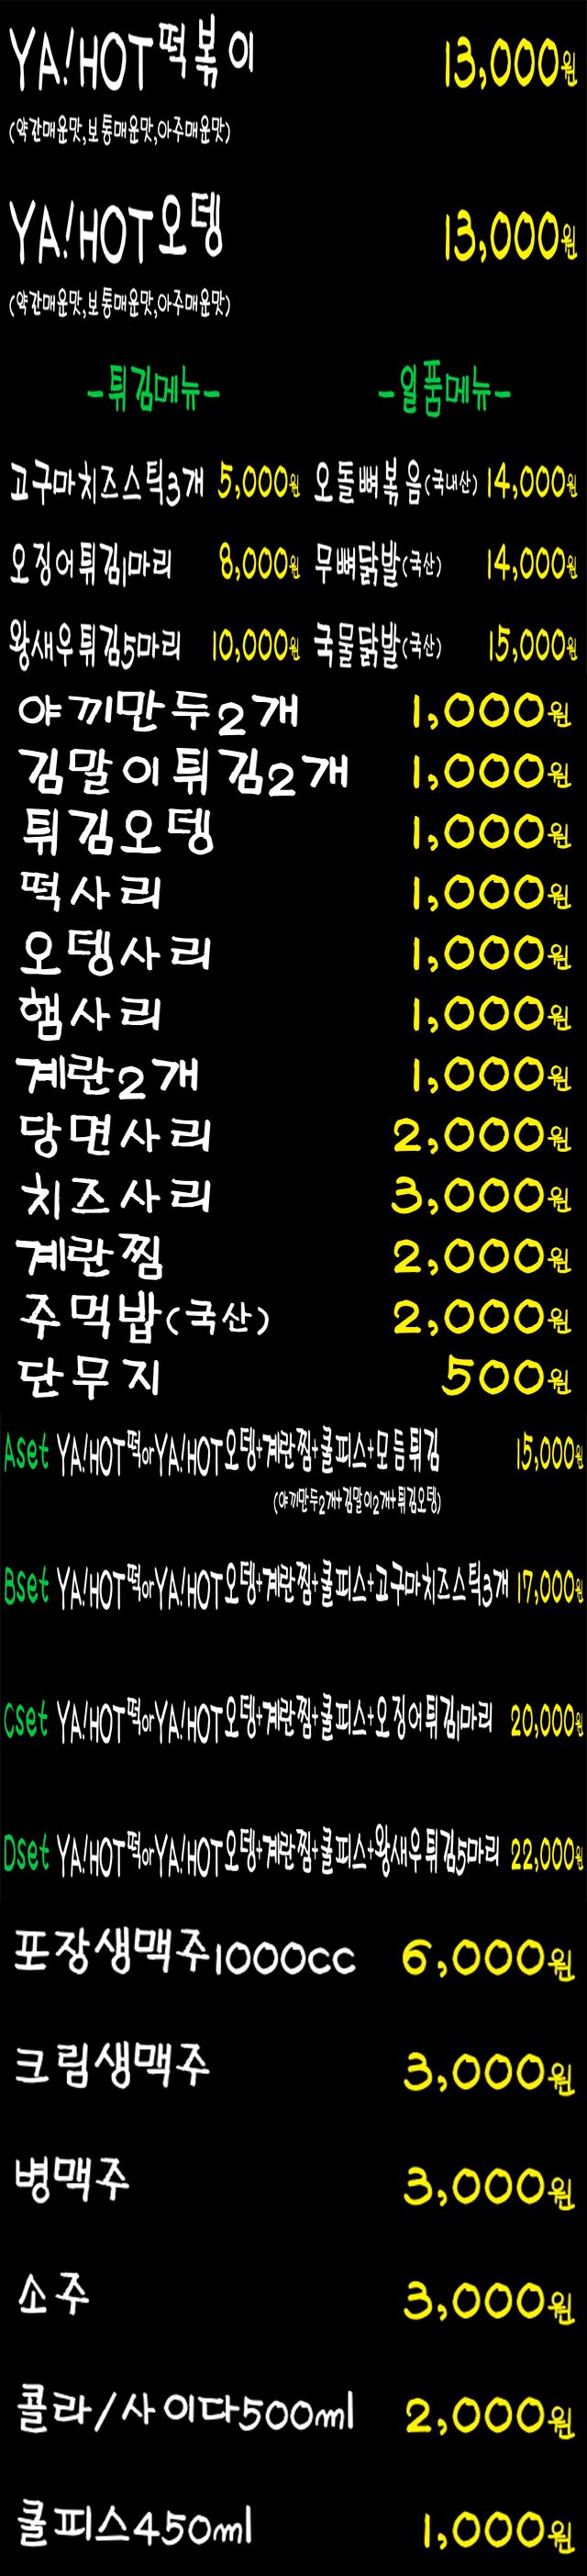 YA!HOT떡볶이 13,000원
(약간매운맛,보통매운맛,아주매운맛)
YA!HOT오뎅 13,000원
(약간매운맛,보통매운맛,아주매운맛)
-튀김메뉴- -일품메뉴-
고구마치즈스틱3개 5,000원 오돌뼈볶음(국내산) 14,000원
오징어튀김1마리 8,000원 무뼈닭발(국산) 14,000원
왕새우튀김5마리 10,000원 국물닭발(국산) 15,000원
야끼만두2개 1,000원
김말이튀김2개 1,000원
튀김오뎅 1,000원
떡사리 1,000원
오뎅사리 1,000원
햄사리 1,000원
계란2개 1,000원
당면사리 2,000원
치즈사리 3,000원
계란찜 2,000원
주먹밥(국산) 2,000원
단무지 500원
Aset YA!HOT떡orYA!HOT오뎅+계란찜+쿨피스+모듬튀김 15,000원
(야끼만두2개+김말이2개+튀김오뎅)
Bset YA!HOT떡orYA!HOT오뎅+계란찜+쿨피스+고구마치즈스틱3개 17,000원
Cset YA!HOT떡orYA!HOT오뎅+계란찜+쿨피스+오징어튀김1마리 20,000원
Dset YA!HOT떡orYA!HOT오뎅+계란찜+쿨피스+왕새우튀김5마리 22,000원
포장생맥주1000cc 6,000원
크림생맥주 3,000원
병맥주 3,000원
소주 3,000원
콜라/사이다500ml 2,000원
쿨피스450ml 1,000원